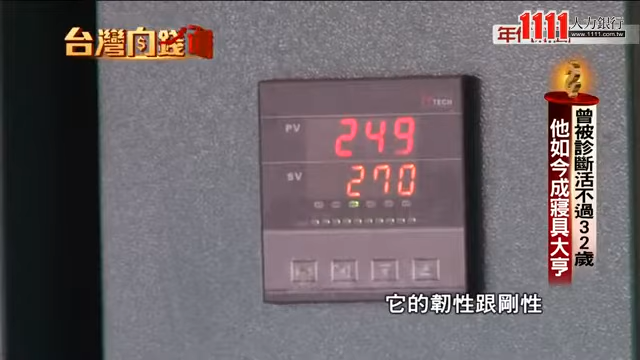 台灣向錢
1111人力銀行
www.1111.com.tw
曾被診斷活不過32歲
他如今成寢具大亨
TECH
PV 249
SV 270
它的韌性跟剛性